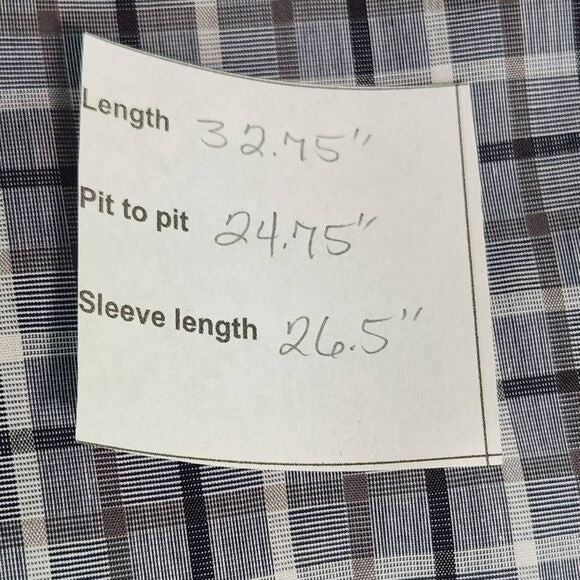 Length 32.75"
Pit to pit 24.75"
Sleeve length 26.5"